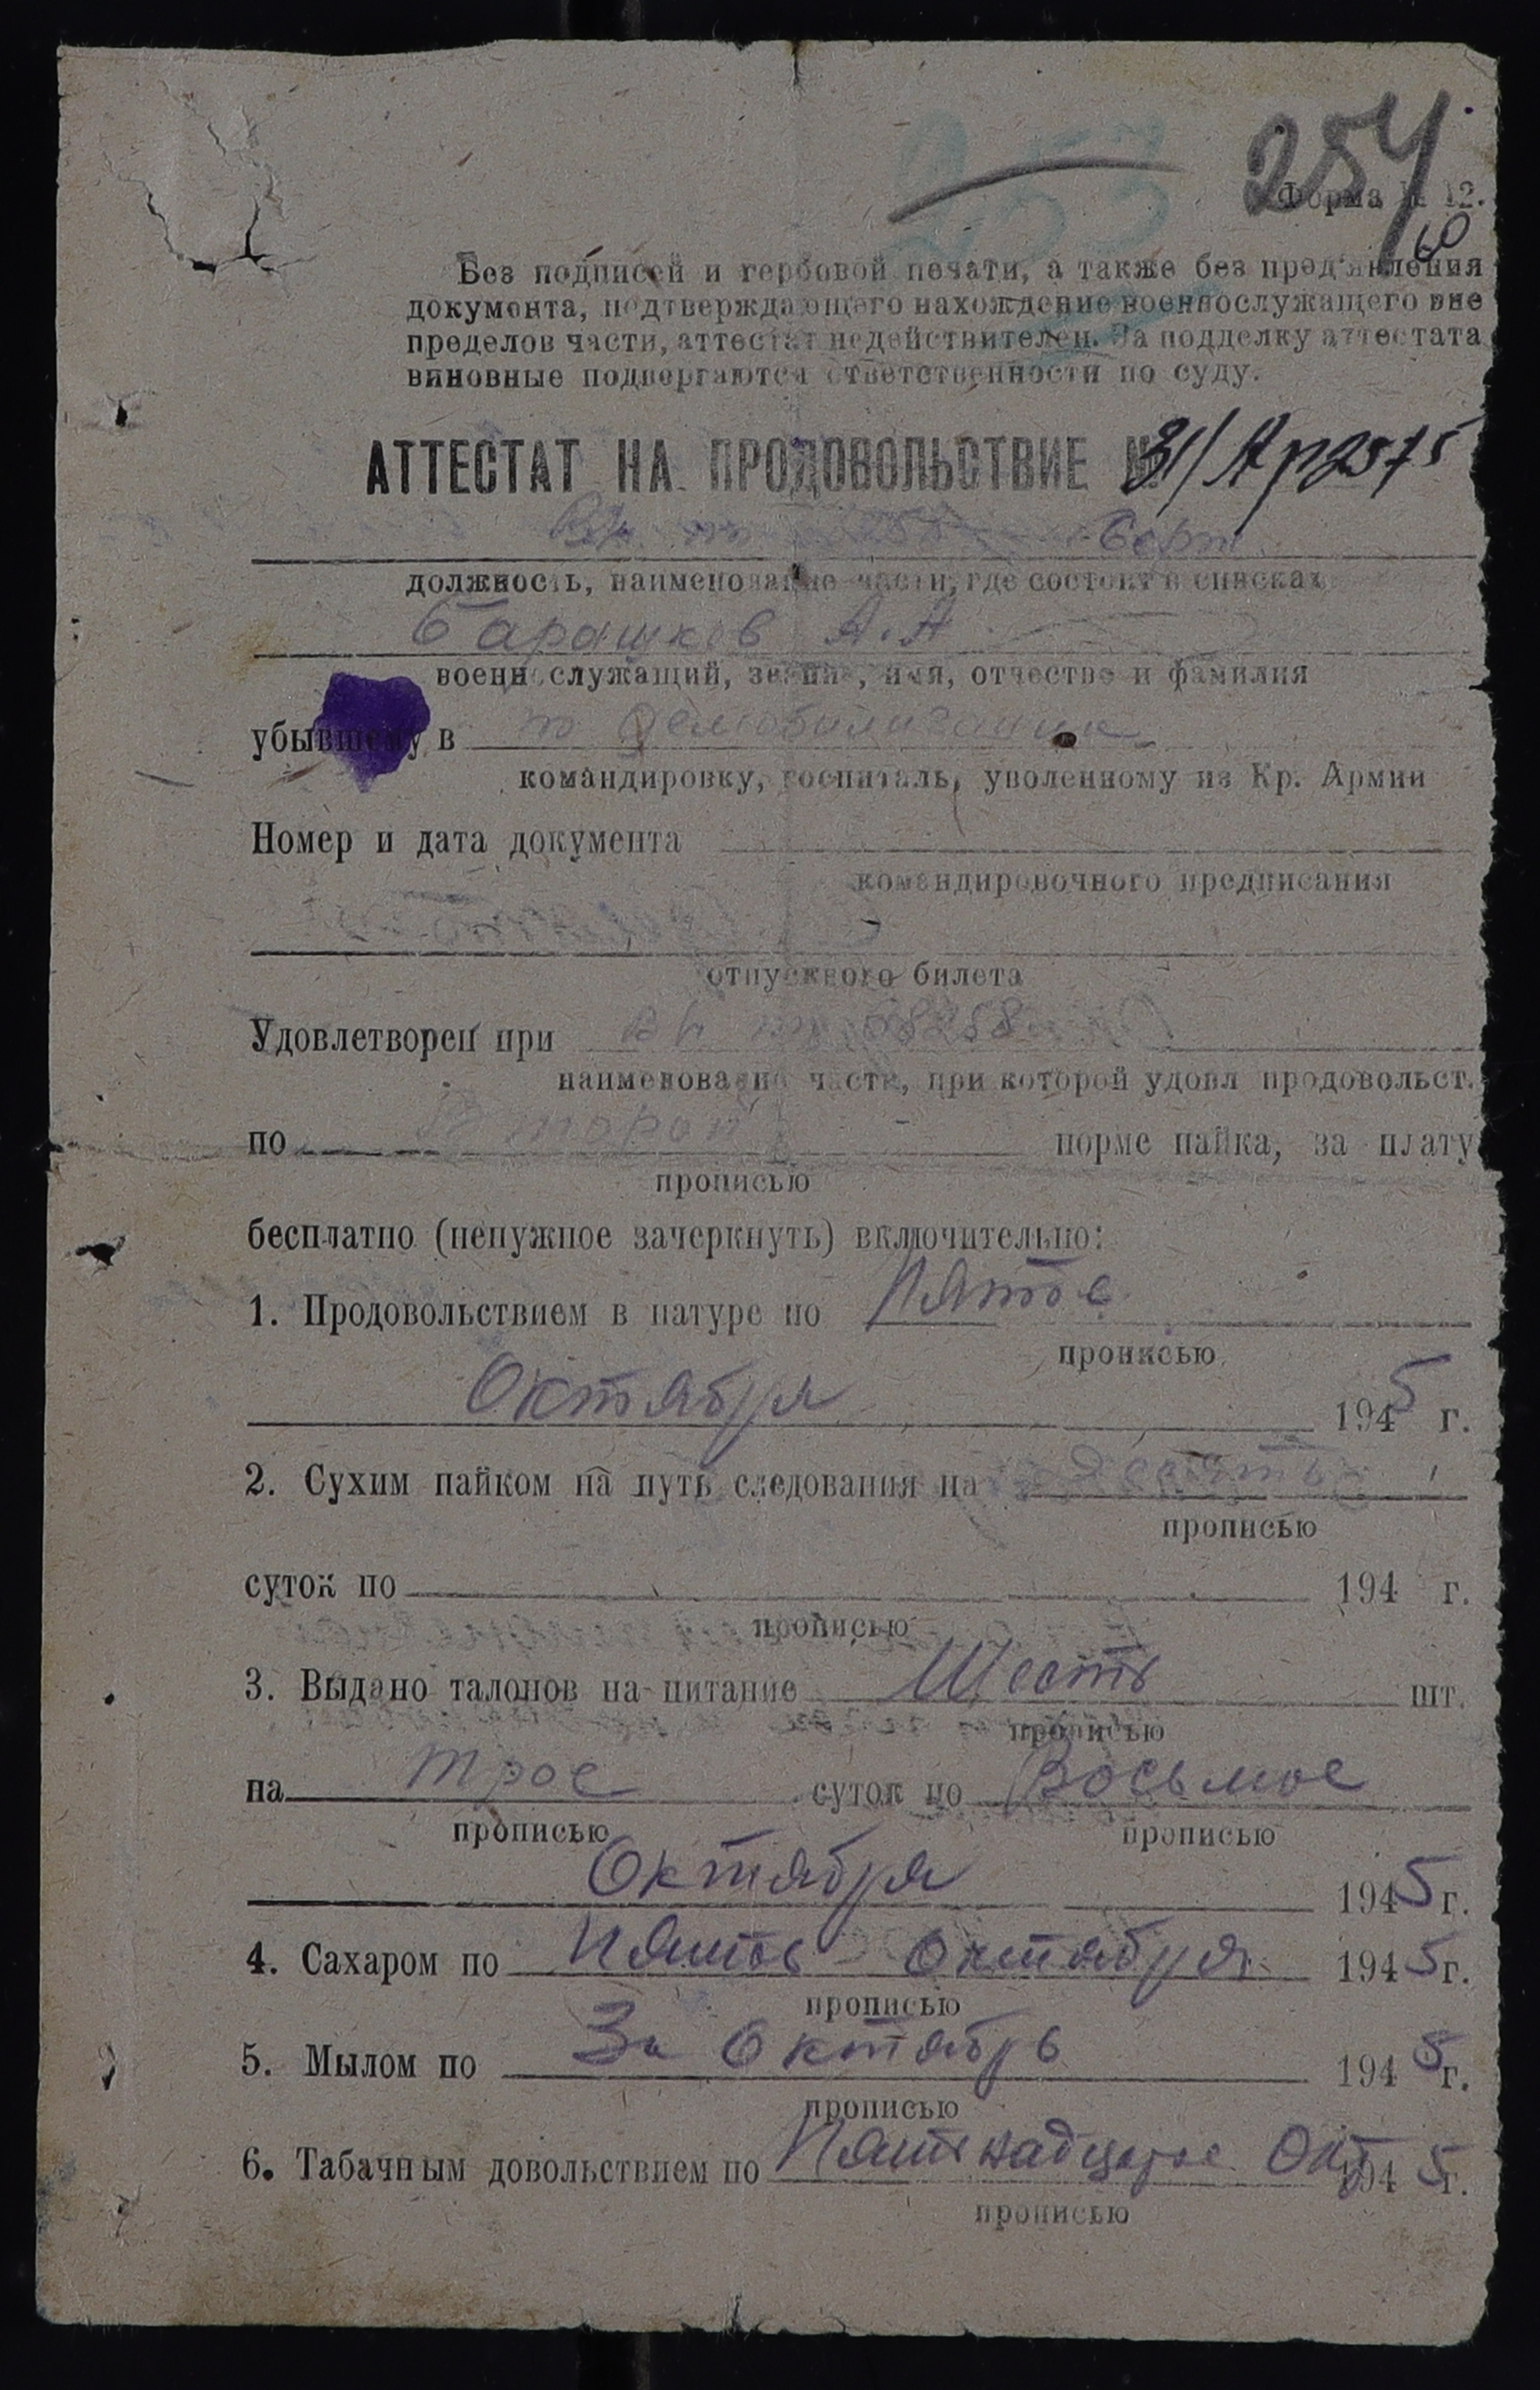 253
254
60
Форма № 12.
Без подписей и гербовой печати, а также без пред'явления
документа, подтверждающего нахождение военнослужащего вне
пределов части, аттестат недействителен. За подделку аттестата
виновные подвергаются ответственности по суду.
АТТЕСТАТ НА ПРОДОВОЛЬСТВИЕ №
должность, наименование части, где состоит в списках
Барашков А.А
военнослужащий, звание, имя, отчество и фамилия
убывшему в по демобилизации
командировку, госпиталь, уволенному из Кр. Армии
Номер и дата документа
командировочного предписания
отпускного билета
Удовлетворен при
наименование части, при которой удовл продовольст.
по Второй норме пайка, за плату
прописью
бесплатно (ненужное зачеркнуть) включительно:
1. Продовольствием в натуре по Пятое
прописью
Октября 1945 г.
2. Сухим пайком на путь следования на
прописью
суток по 194 г.
прописью
3. Выдано талонов на питание Шесть шт.
прописью
на трое суток по Восьмое
прописью прописью
Октября 1945 г.
4. Сахаром по Пятое Октября 1945 г.
прописью
5. Мылом по За Октябрь 1945 г.
прописью
6. Табачным довольствием по Пятнадцатое Окт 1945 г.
прописью